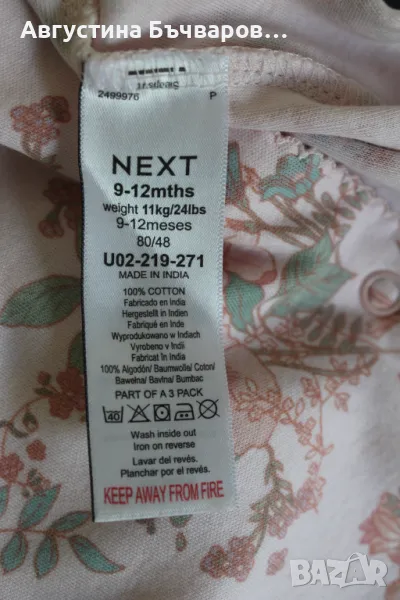 Августина Бъчваров...
2499976 P
NEXT
9-12mths
weight 11kg/24lbs
9-12meses
80/48
U02-219-271
MADE IN INDIA
100% COTTON
Fabricado en India
Hergestellt in Indien
Fabriqué en Inde
Wyprodukowano w Indiach
Vyrobeno v Indii
Fabricat în India
100% Algodón/Baumwolle/Coton/
Bawełna/Bavlna/Bumbac
PART OF A 3 PACK
40
Wash inside out
Iron on reverse
Lavar del revés.
Planchar por el revés.
KEEP AWAY FROM FIRE
BAZAR